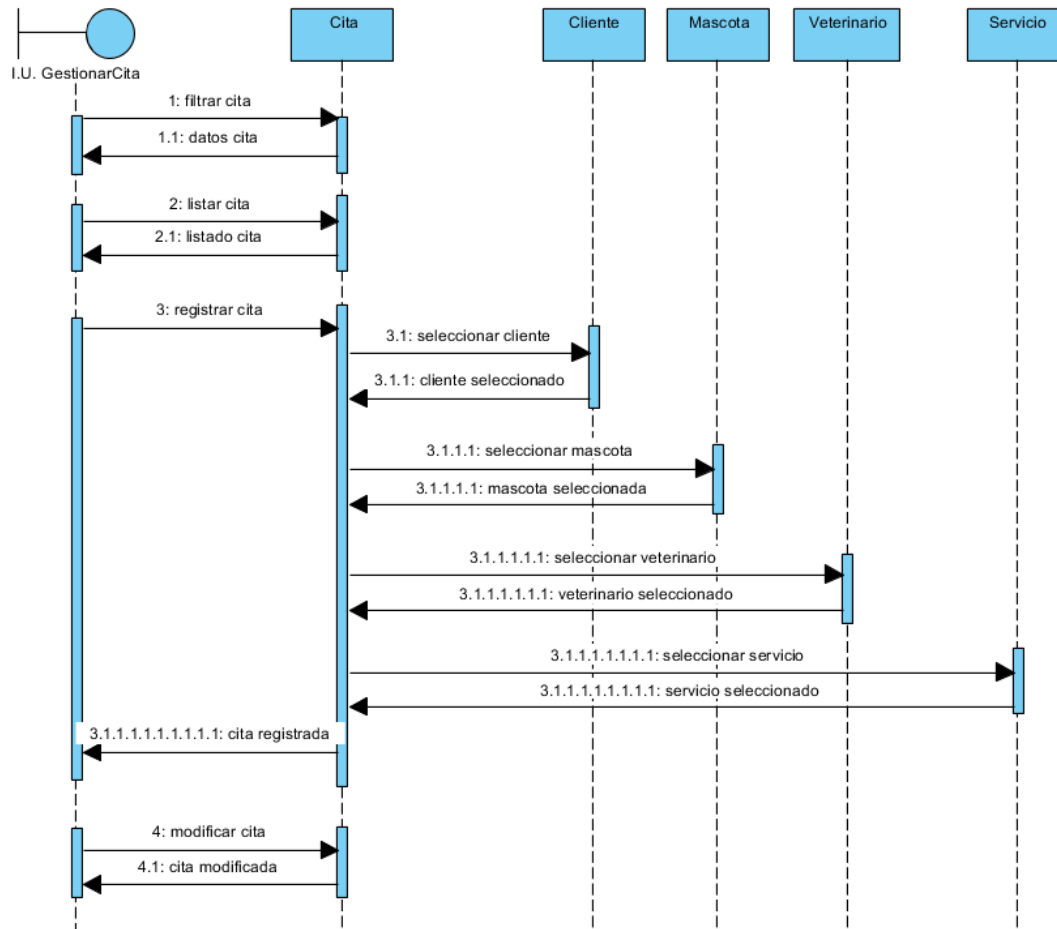 Cita
Cliente
Mascota
Veterinario
Servicio
I.U. GestionarCita
1: filtrar cita
1.1: datos cita
2: listar cita
2.1: listado cita
3: registrar cita
3.1: seleccionar cliente
3.1.1: cliente seleccionado
3.1.1.1: seleccionar mascota
3.1.1.1.1: mascota seleccionada
3.1.1.1.1.1: seleccionar veterinario
3.1.1.1.1.1.1: veterinario seleccionado
3.1.1.1.1.1.1.1: seleccionar servicio
3.1.1.1.1.1.1.1.1: servicio seleccionado
3.1.1.1.1.1.1.1.1.1: cita registrada
4: modificar cita
4.1: cita modificada